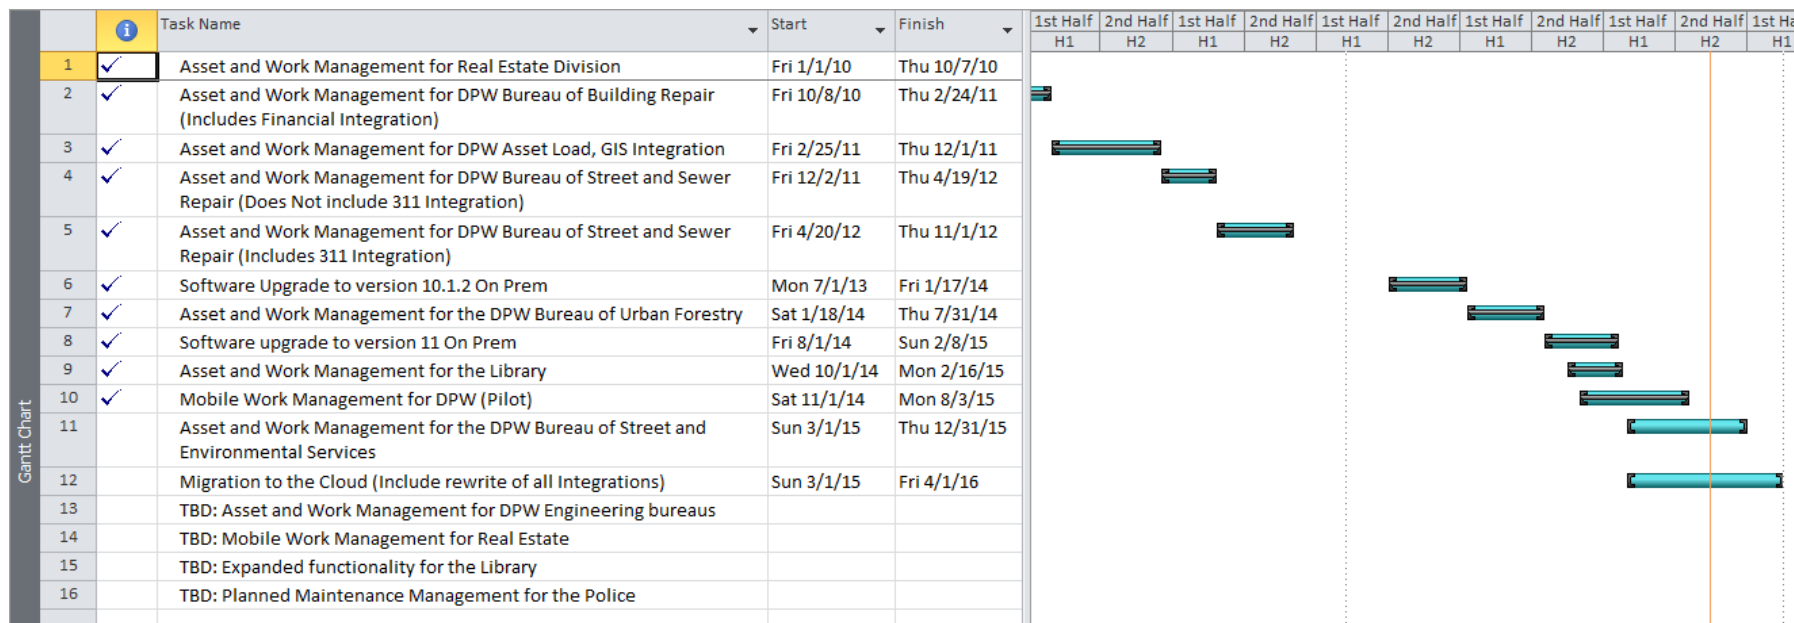 Task Name Start Finish 1st Half 2nd Half 1st Half 2nd Half 1st Half 2nd Half 1st Half 2nd Half 1st Half 2nd Half 1st Ha
H1 H2 H1 H2 H1 H2 H1 H2 H1 H2 H1
1 Asset and Work Management for Real Estate Division Fri 1/1/10 Thu 10/7/10
2 Asset and Work Management for DPW Bureau of Building Repair Fri 10/8/10 Thu 2/24/11
(Includes Financial Integration)
3 Asset and Work Management for DPW Asset Load, GIS Integration Fri 2/25/11 Thu 12/1/11
4 Asset and Work Management for DPW Bureau of Street and Sewer Fri 12/2/11 Thu 4/19/12
Repair (Does Not include 311 Integration)
5 Asset and Work Management for DPW Bureau of Street and Sewer Fri 4/20/12 Thu 11/1/12
Repair (Includes 311 Integration)
6 Software Upgrade to version 10.1.2 On Prem Mon 7/1/13 Fri 1/17/14
7 Asset and Work Management for the DPW Bureau of Urban Forestry Sat 1/18/14 Thu 7/31/14
8 Software upgrade to version 11 On Prem Fri 8/1/14 Sun 2/8/15
9 Asset and Work Management for the Library Wed 10/1/14 Mon 2/16/15
10 Mobile Work Management for DPW (Pilot) Sat 11/1/14 Mon 8/3/15
11 Asset and Work Management for the DPW Bureau of Street and Sun 3/1/15 Thu 12/31/15
Environmental Services
12 Migration to the Cloud (Include rewrite of all Integrations) Sun 3/1/15 Fri 4/1/16
13 TBD: Asset and Work Management for DPW Engineering bureaus
14 TBD: Mobile Work Management for Real Estate
15 TBD: Expanded functionality for the Library
16 TBD: Planned Maintenance Management for the Police
Gantt Chart